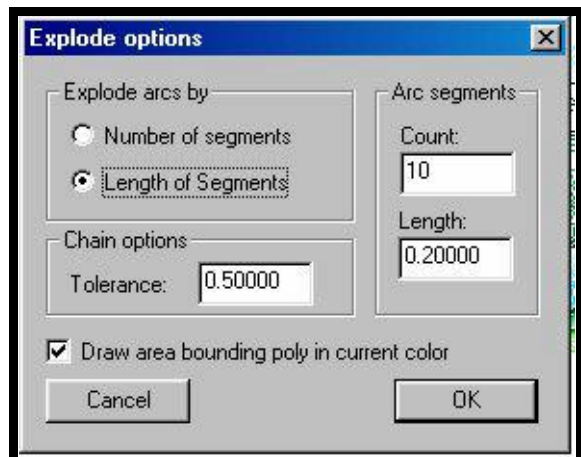 Explode options
Explode arcs by
Number of segments
Length of Segments
Chain options
Tolerance: 0.50000
Arc segments
Count:
10
Length:
0.20000
Draw area bounding poly in current color
Cancel
OK